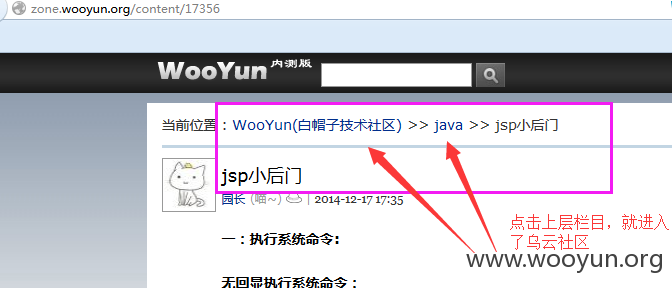 zone.wooyun.org/content/17356
WooYun 内测版
当前位置：WooYun(白帽子技术社区) >> java >> jsp小后门
jsp小后门
园长 (喵~) | 2014-12-17 17:35
一：执行系统命令:
无回显执行系统命令：
点击上层栏目，就进入
了乌云社区
www.wooyun.org